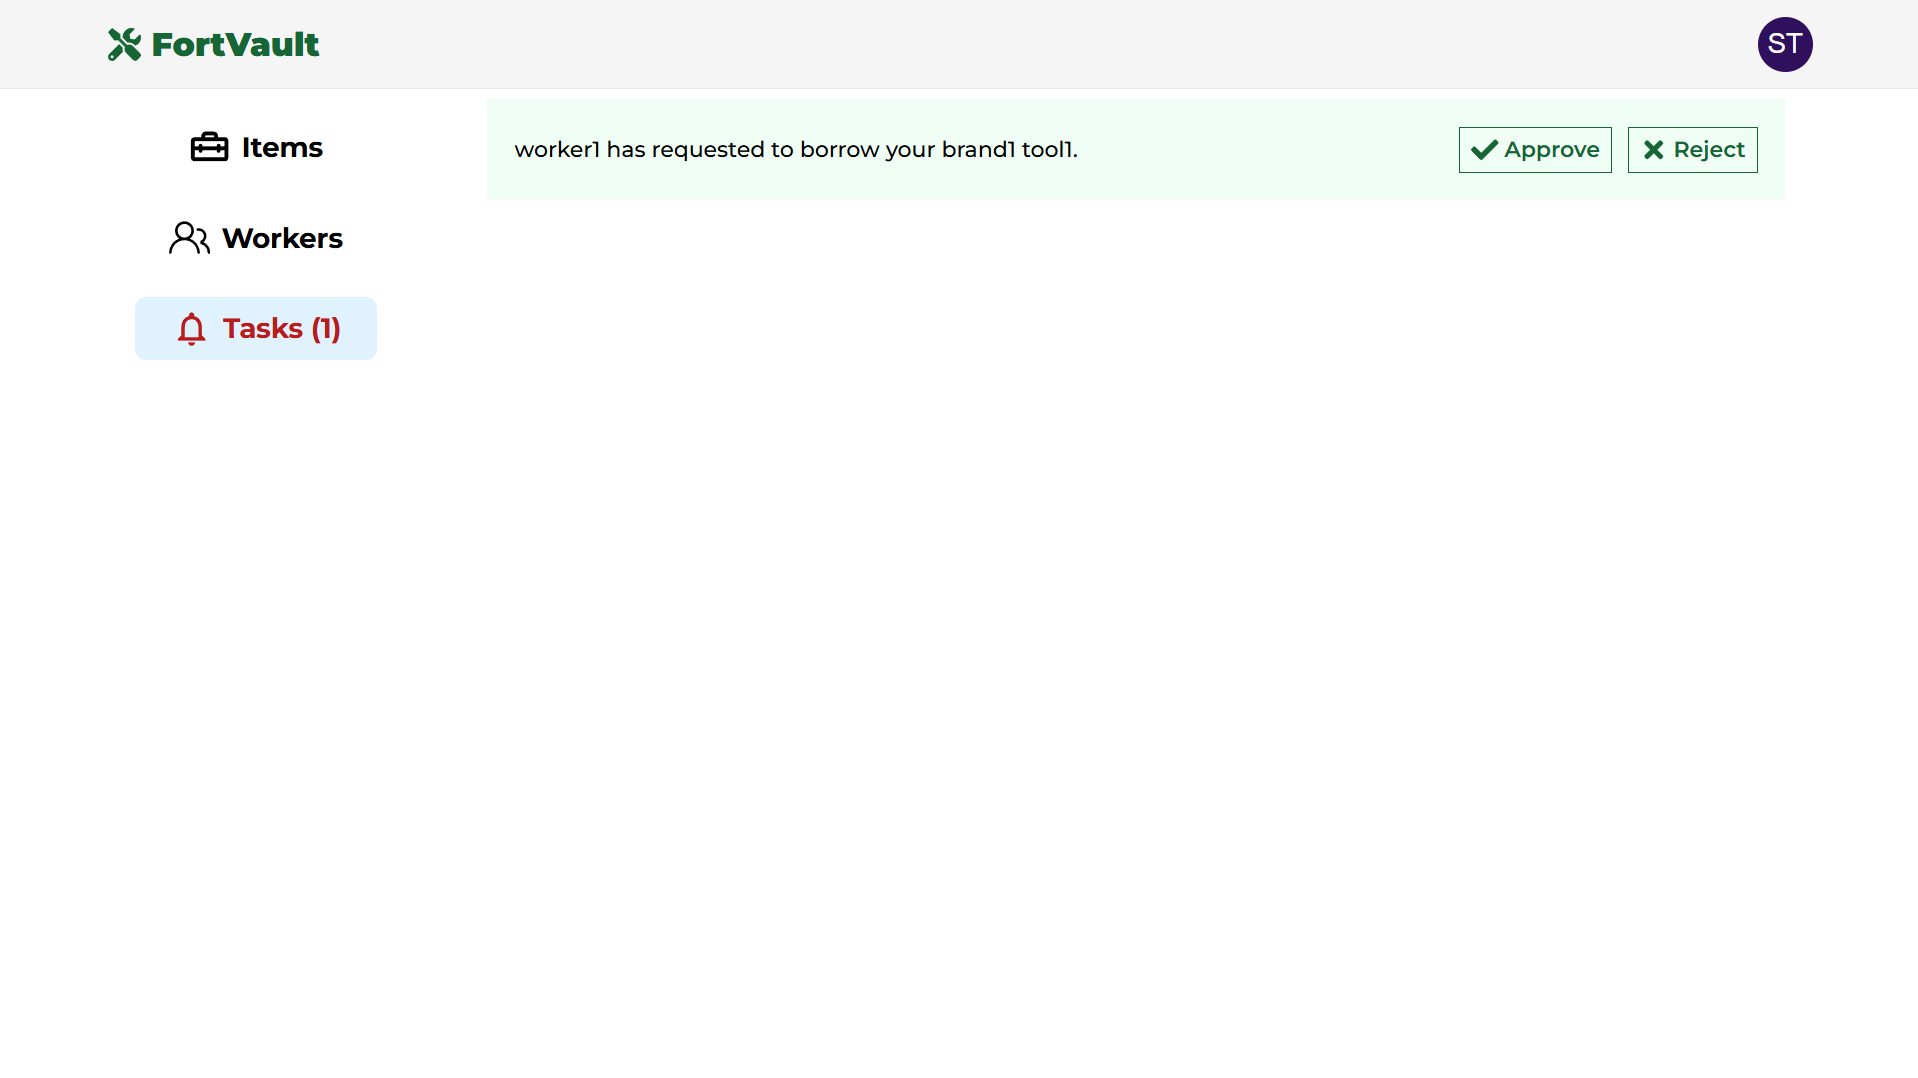 FortVault
ST
Items
Workers
Tasks (1)
worker1 has requested to borrow your brand1 tool1.
Approve
Reject